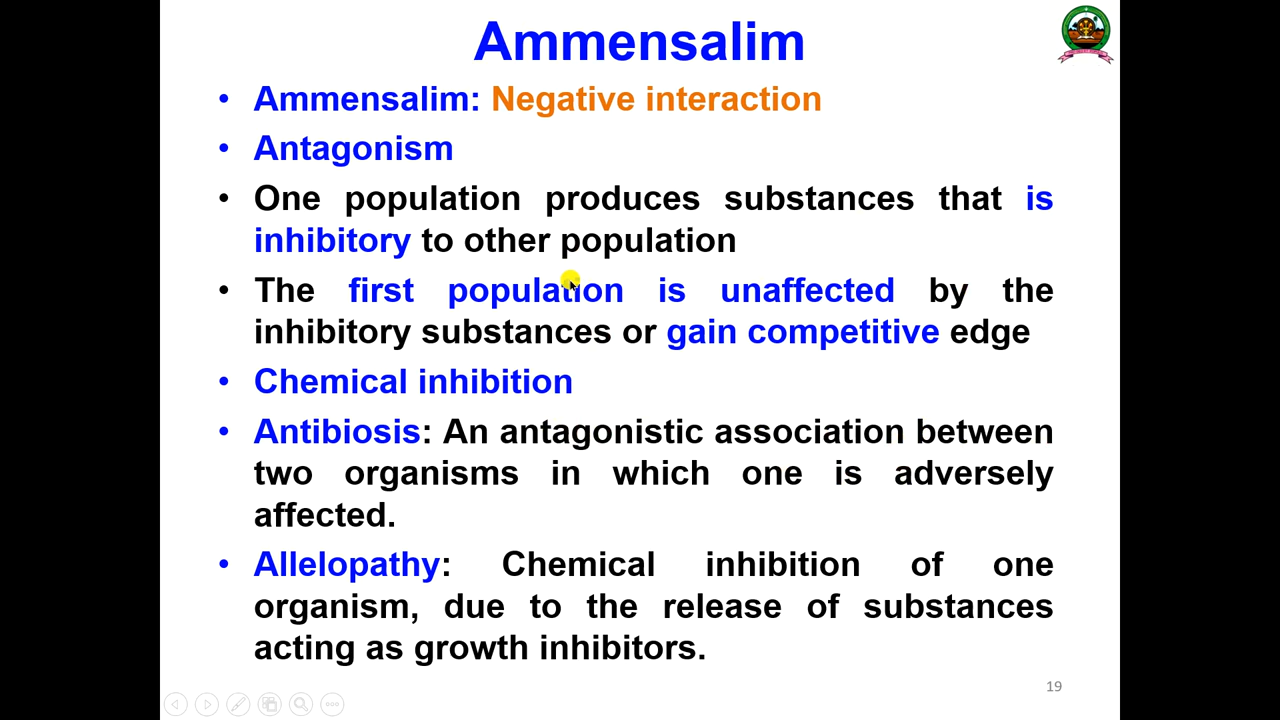 Ammensalim
• Ammensalim: Negative interaction
• Antagonism
• One population produces substances that is
inhibitory to other population
• The first population is unaffected by the
inhibitory substances or gain competitive edge
• Chemical inhibition
• Antibiosis: An antagonistic association between
two organisms in which one is adversely
affected.
• Allelopathy: Chemical inhibition of one
organism, due to the release of substances
acting as growth inhibitors.
19